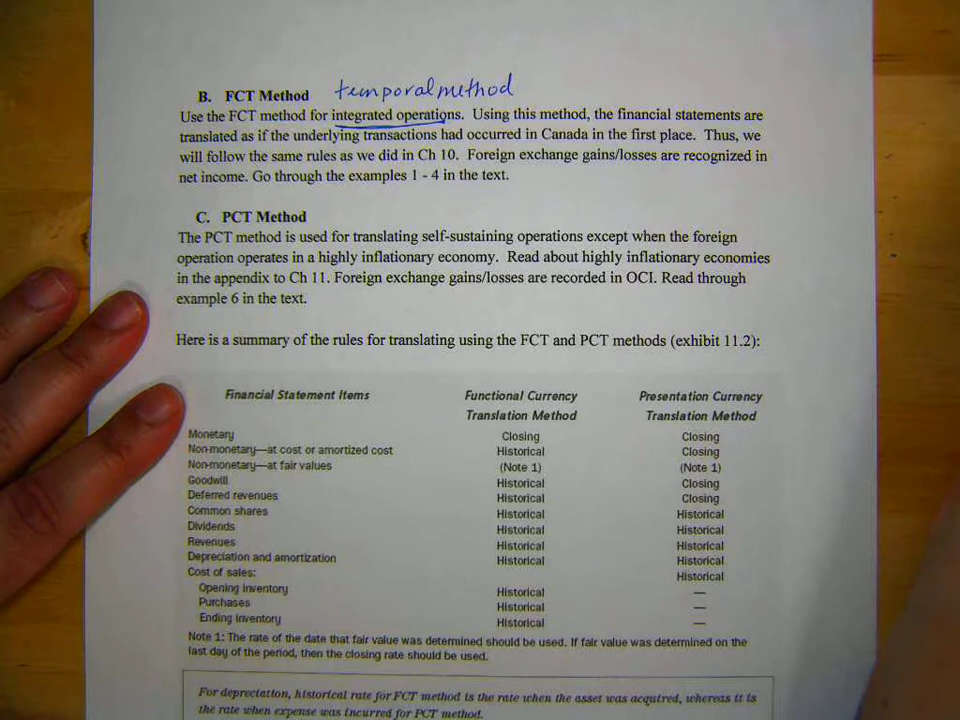 B. FCT Method temporal method
Use the FCT method for integrated operations. Using this method, the financial statements are
translated as if the underlying transactions had occurred in Canada in the first place. Thus, we
will follow the same rules as we did in Ch 10. Foreign exchange gains/losses are recognized in
net income. Go through the examples 1 - 4 in the text.
C. PCT Method
The PCT method is used for translating self-sustaining operations except when the foreign
operation operates in a highly inflationary economy. Read about highly inflationary economies
in the appendix to Ch 11. Foreign exchange gains/losses are recorded in OCI. Read through
example 6 in the text.
Here is a summary of the rules for translating using the FCT and PCT methods (exhibit 11.2):
Financial Statement Items Functional Currency Presentation Currency
Translation Method Translation Method
Monetary Closing Closing
Non-monetary—at cost or amortized cost Historical Closing
Non-monetary—at fair values (Note 1) (Note 1)
Goodwill Historical Closing
Deferred revenues Historical Closing
Common shares Historical Historical
Dividends Historical Historical
Revenues Historical Historical
Depreciation and amortization Historical Historical
Cost of sales: Historical
Opening inventory Historical —
Purchases Historical —
Ending inventory Historical —
Note 1: The rate of the date that fair value was determined should be used. If fair value was determined on the
last day of the period, then the closing rate should be used.
For depreciation, historical rate for FCT method is the rate when the asset was acquired, whereas it is
the rate when expense was incurred for PCT method.